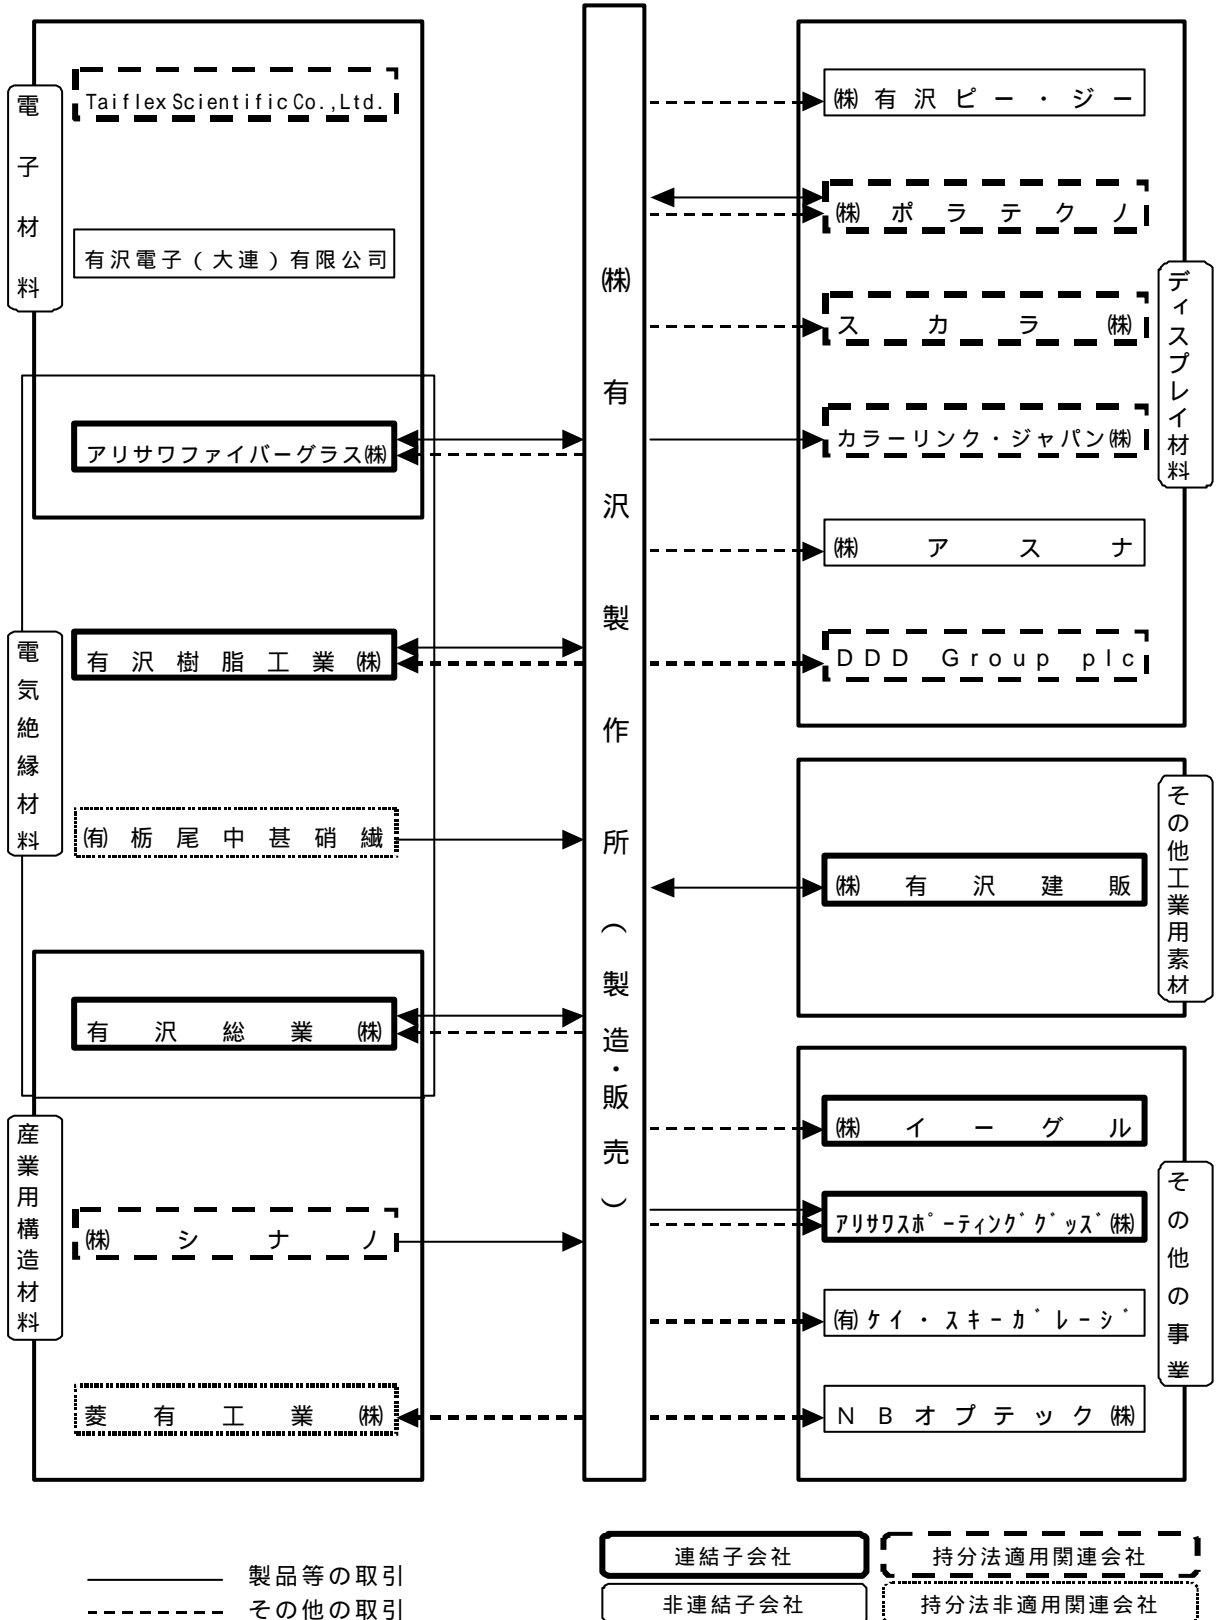 電子材料
Taiflex Scientific Co.,Ltd.
有沢電子（大連）有限公司
アリサワファイバーグラス㈱
電気絶縁材料
有沢樹脂工業㈱
㈲栃尾中甚硝繊
有沢総業㈱
産業用構造材料
㈱シナノ
菱有工業㈱
㈱有沢製作所（製造・販売）
㈱有沢ピー・ジー
㈱ポラテクノ
スカラ㈱
カラーリンク・ジャパン㈱
㈱アスナ
DDD Group plc
ディスプレイ材料
㈱有沢建販
その他工業用素材
㈱イーグル
ｱﾘｻﾜｽﾎﾟｰﾃｨﾝｸﾞｸﾞｯｽﾞ㈱
㈲ｹｲ・ｽｷｰｶﾞﾚｰｼﾞ
NBオプテック㈱
その他の事業
製品等の取引
その他の取引
連結子会社
持分法適用関連会社
非連結子会社
持分法非適用関連会社